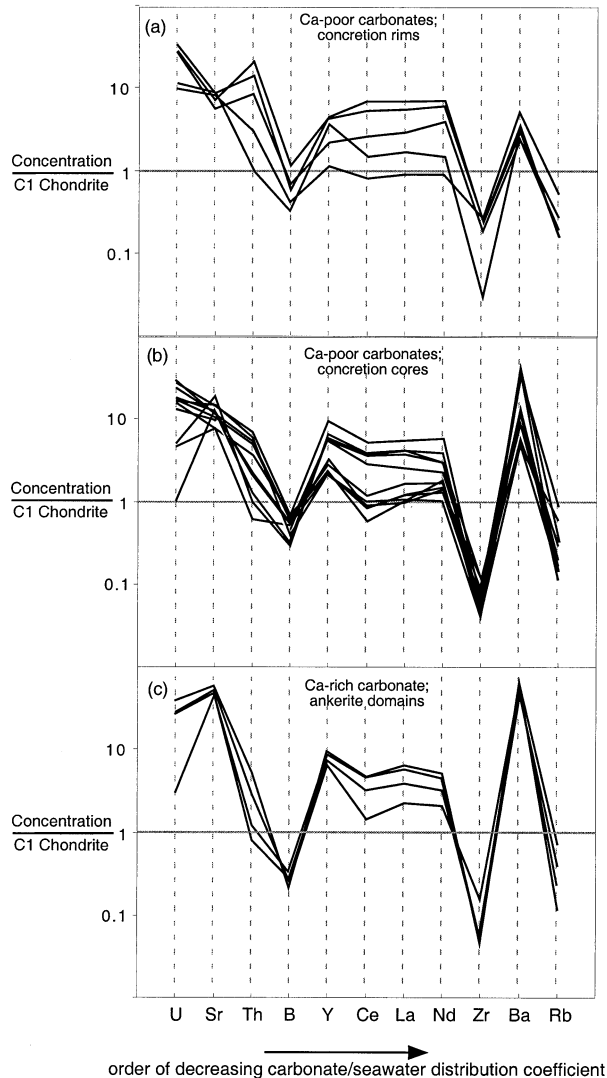 (a)
Ca-poor carbonates;
concretion rims
10
Concentration
C1 Chondrite
1
0.1
(b)
Ca-poor carbonates;
concretion cores
10
Concentration
C1 Chondrite
1
0.1
(c)
Ca-rich carbonate;
ankerite domains
10
Concentration
C1 Chondrite
1
0.1
U Sr Th B Y Ce La Nd Zr Ba Rb
order of decreasing carbonate/seawater distribution coefficient